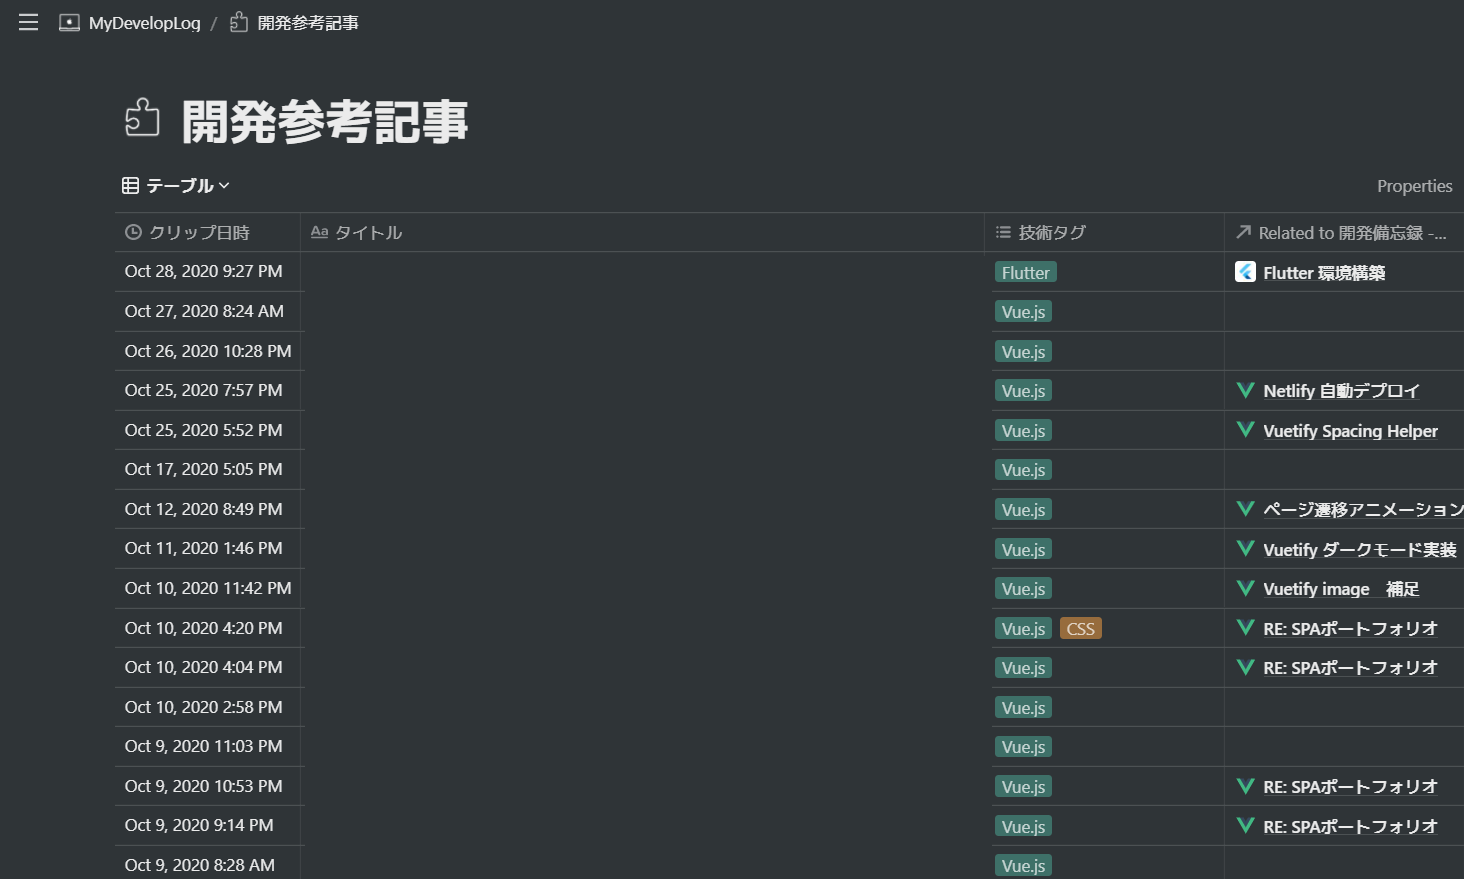 MyDevelopLog / 開発参考記事
開発参考記事
テーブル
Properties
クリップ日時 Aa タイトル 技術タグ Related to 開発備忘録 -...
Oct 28, 2020 9:27 PM Flutter Flutter 環境構築
Oct 27, 2020 8:24 AM Vue.js
Oct 26, 2020 10:28 PM Vue.js
Oct 25, 2020 7:57 PM Vue.js Netlify 自動デプロイ
Oct 25, 2020 5:52 PM Vue.js Vuetify Spacing Helper
Oct 17, 2020 5:05 PM Vue.js
Oct 12, 2020 8:49 PM Vue.js ページ遷移アニメーション
Oct 11, 2020 1:46 PM Vue.js Vuetify ダークモード実装
Oct 10, 2020 11:42 PM Vue.js Vuetify image　補足
Oct 10, 2020 4:20 PM Vue.js CSS RE: SPAポートフォリオ
Oct 10, 2020 4:04 PM Vue.js RE: SPAポートフォリオ
Oct 10, 2020 2:58 PM Vue.js
Oct 9, 2020 11:03 PM Vue.js
Oct 9, 2020 10:53 PM Vue.js RE: SPAポートフォリオ
Oct 9, 2020 9:14 PM Vue.js RE: SPAポートフォリオ
Oct 9, 2020 8:28 AM Vue.js